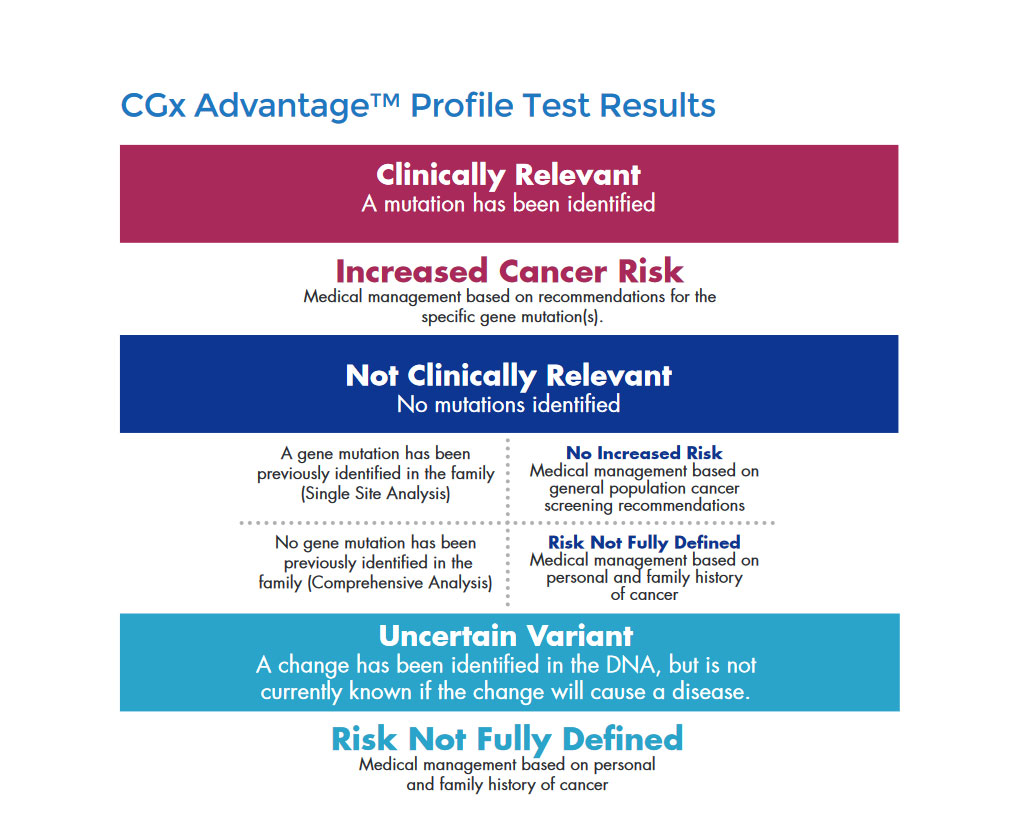 CGx Advantage™ Profile Test Results
Clinically Relevant
A mutation has been identified
Increased Cancer Risk
Medical management based on recommendations for the
specific gene mutation(s).
Not Clinically Relevant
No mutations identified
A gene mutation has been
previously identified in the family
(Single Site Analysis)
No Increased Risk
Medical management based on
general population cancer
screening recommendations
No gene mutation has been
previously identified in the
family (Comprehensive Analysis)
Risk Not Fully Defined
Medical management based on
personal and family history
of cancer
Uncertain Variant
A change has been identified in the DNA, but is not
currently known if the change will cause a disease.
Risk Not Fully Defined
Medical management based on personal
and family history of cancer